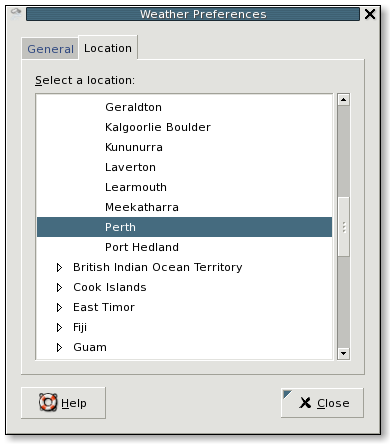 Weather Preferences
General
Location
Select a location:
Geraldton
Kalgoorlie Boulder
Kununurra
Laverton
Learmouth
Meekatharra
Perth
Port Hedland
British Indian Ocean Territory
Cook Islands
East Timor
Fiji
Guam
Help
Close